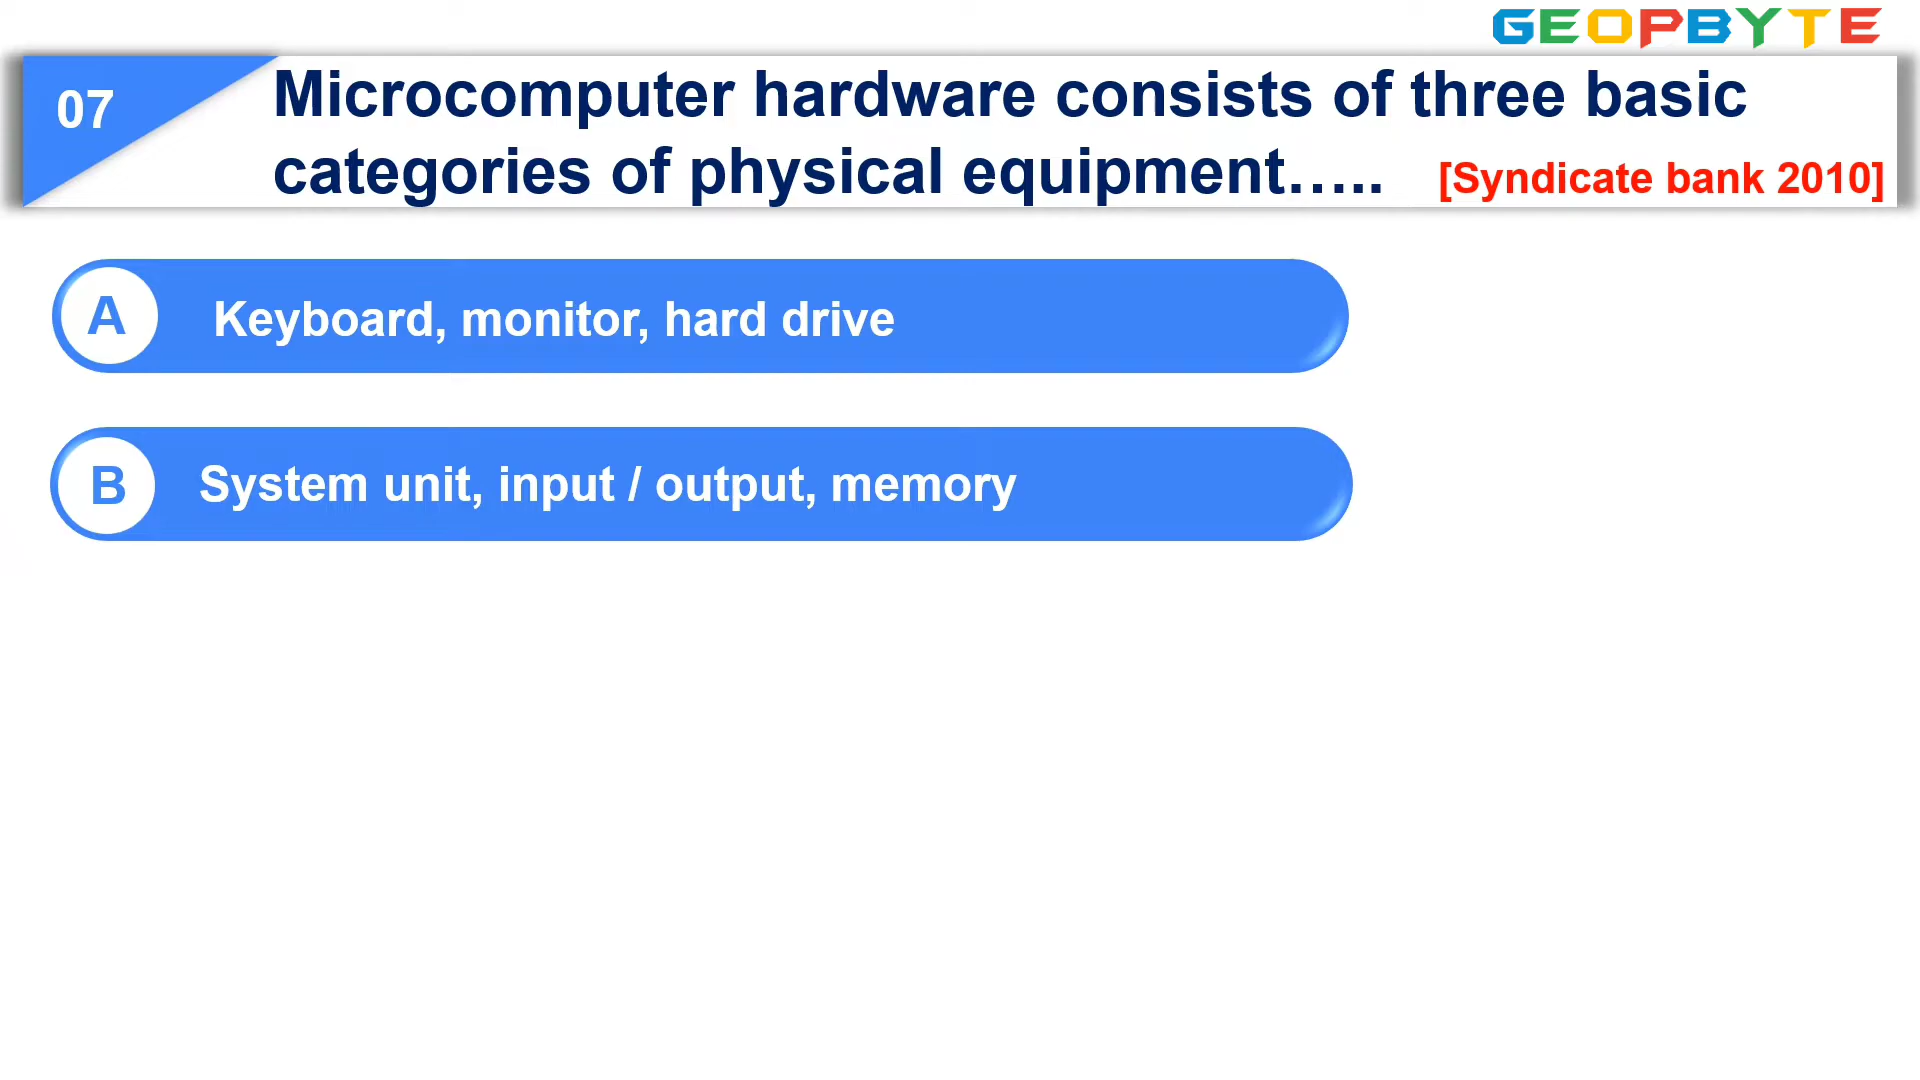 GEOPBYTE
07
Microcomputer hardware consists of three basic
categories of physical equipment….. [Syndicate bank 2010]
A Keyboard, monitor, hard drive
B System unit, input / output, memory